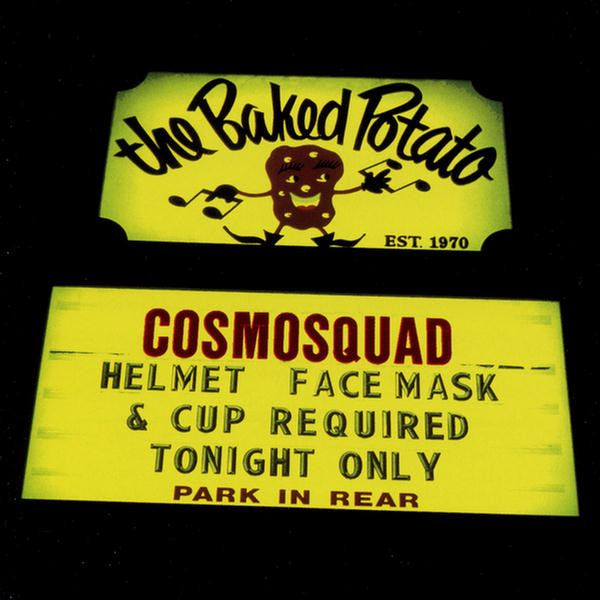 the Baked Potato
EST. 1970
COSMOSQUAD
HELMET FACE MASK
& CUP REQUIRED
TONIGHT ONLY
PARK IN REAR